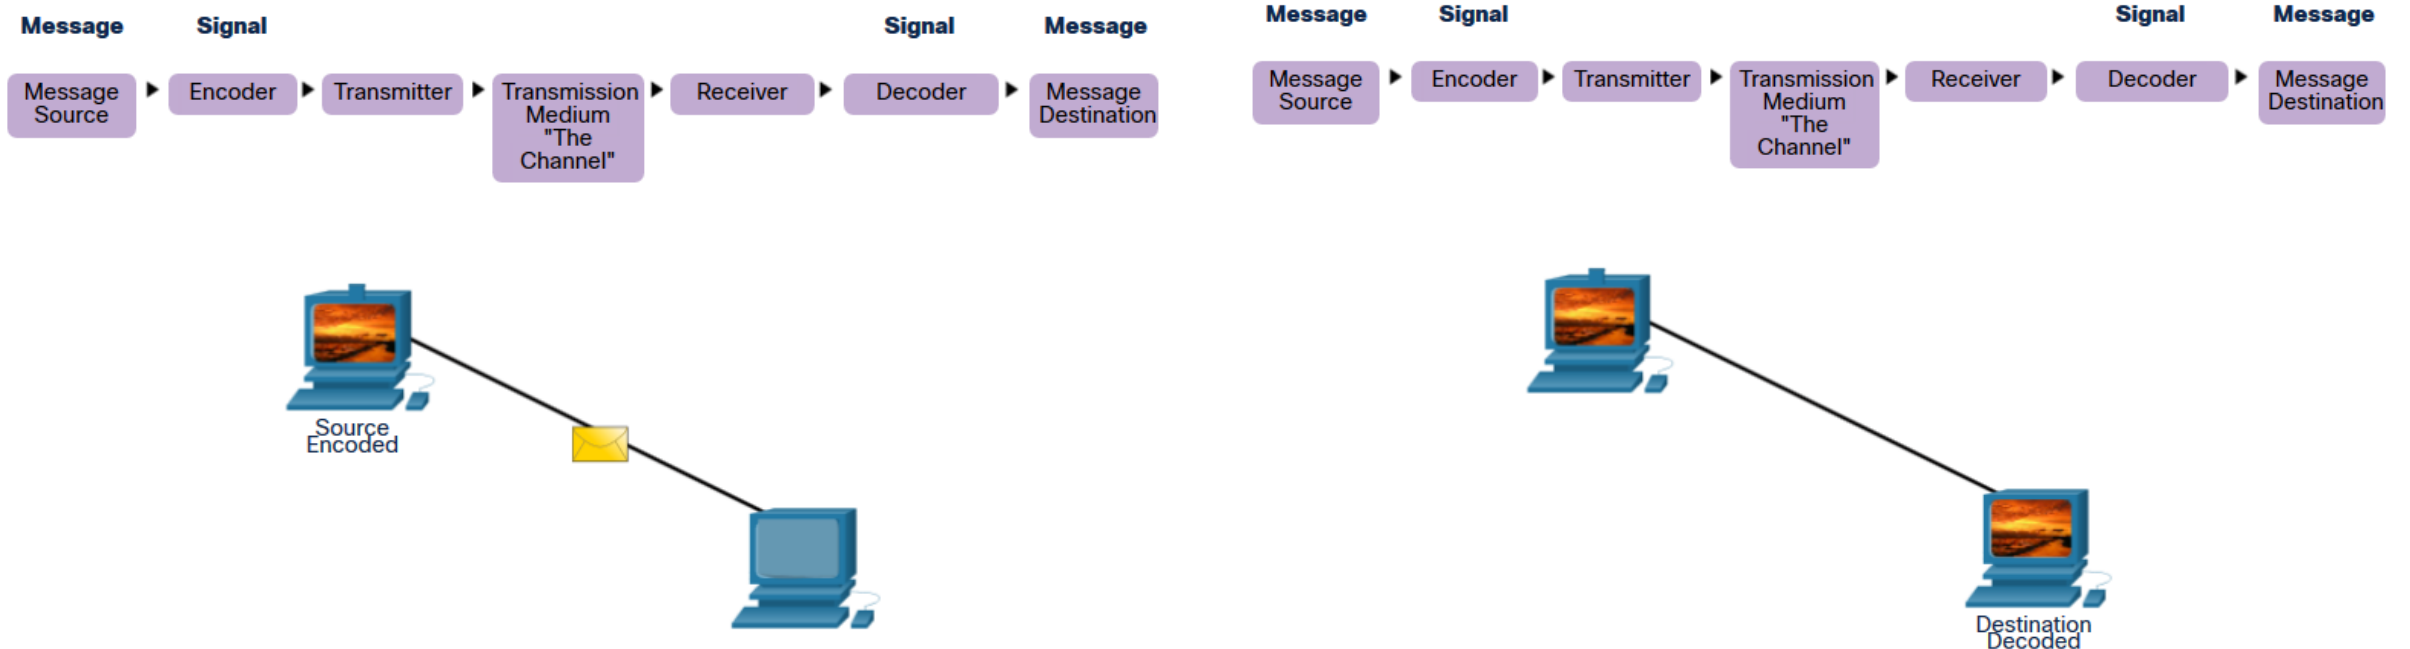 Message Signal Signal Message
Message Source
Encoder
Transmitter
Transmission Medium "The Channel"
Receiver
Decoder
Message Destination
Source
Encoded
Message Signal Signal Message
Message Source
Encoder
Transmitter
Transmission Medium "The Channel"
Receiver
Decoder
Message Destination
Destination
Decoded